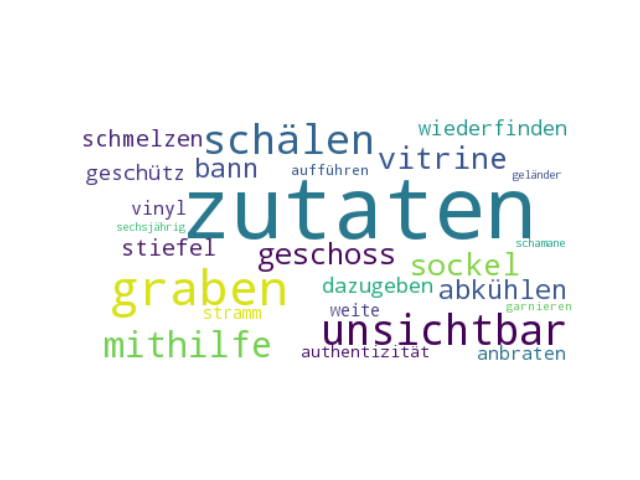 wiederfinden
schmelzen schälen
vitrine
geschütz bann aufführen geländer
zutaten
vinyl
sechsjährig
stiefel geschoss schamane
sockel
graben dazugeben abkühlen
stramm weite garnieren
unsichtbar
mithilfe authentizität anbraten